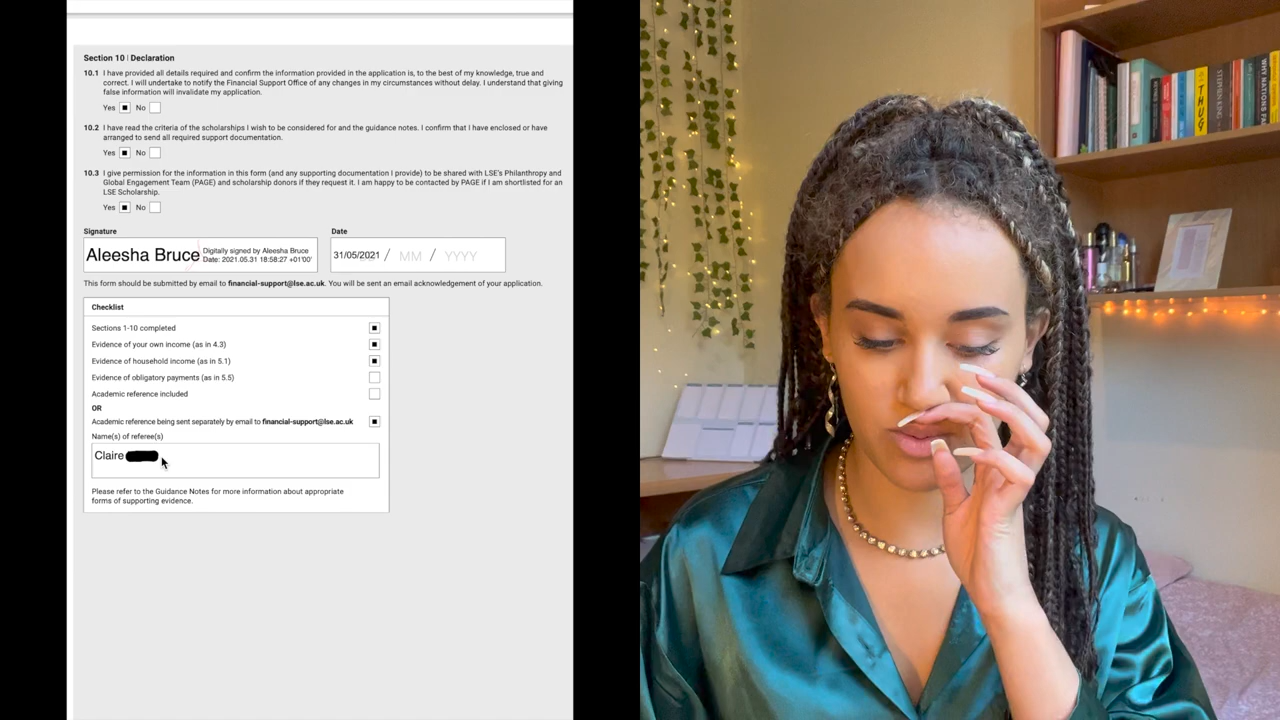 Section 10 | Declaration
10.1 I have provided all details required and confirm the information provided in the application is, to the best of my knowledge, true and
correct. I will undertake to notify the Financial Support Office of any changes in my circumstances without delay. I understand that giving
false information will invalidate my application.
Yes No
10.2 I have read the criteria of the scholarships I wish to be considered for and the guidance notes. I confirm that I have enclosed or have
arranged to send all required support documentation.
Yes No
10.3 I give permission for the information in this form (and any supporting documentation I provide) to be shared with LSE's Philanthropy and
Global Engagement Team (PAGE) and scholarship donors if they request it. I am happy to be contacted by PAGE if I am shortlisted for an
LSE Scholarship.
Yes No
Signature Date
Aleesha Bruce
Digitally signed by Aleesha Bruce
Date: 2021.05.31 18:58:27 +01'00'
31/05/2021 / MM / YYYY
This form should be submitted by email to financial-support@lse.ac.uk. You will be sent an email acknowledgement of your application.
Checklist
Sections 1-10 completed
Evidence of your own income (as in 4.3)
Evidence of household income (as in 5.1)
Evidence of obligatory payments (as in 5.5)
Academic reference included
OR
Academic reference being sent separately by email to financial-support@lse.ac.uk
Name(s) of referee(s)
Claire
Please refer to the Guidance Notes for more information about appropriate
forms of supporting evidence.
THUG
STEPHEN KING
WHY NATIONS